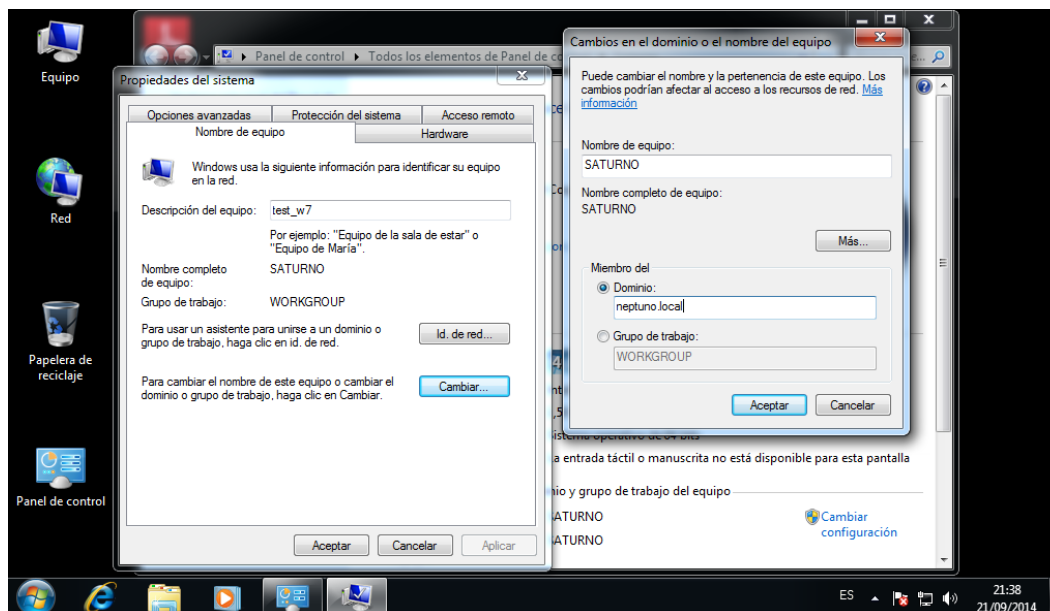 Equipo
Red
Papelera de
reciclaje
Panel de control
Panel de control
Todos los elementos de Panel de
Propiedades del sistema
Opciones avanzadas
Protección del sistema
Acceso remoto
Nombre de equipo
Hardware
Windows usa la siguiente información para identificar su equipo
en la red.
Descripción del equipo:
test_w7
Por ejemplo: "Equipo de la sala de estar" o
"Equipo de María".
Nombre completo
de equipo:
SATURNO
Grupo de trabajo:
WORKGROUP
Para usar un asistente para unirse a un dominio o
grupo de trabajo, haga clic en id. de red.
Id. de red...
Para cambiar el nombre de este equipo o cambiar el
dominio o grupo de trabajo, haga clic en Cambiar.
Cambiar...
Aceptar
Cancelar
Aplicar
Cambios en el dominio o el nombre del equipo
Puede cambiar el nombre y la pertenencia de este equipo. Los
cambios podrían afectar al acceso a los recursos de red. Más
información
Nombre de equipo:
SATURNO
Nombre completo de equipo:
SATURNO
Más...
Miembro del
Dominio:
neptuno.local
Grupo de trabajo:
WORKGROUP
Aceptar
Cancelar
a entrada táctil o manuscrita no está disponible para esta pantalla
nio y grupo de trabajo del equipo
ATURNO
ATURNO
Cambiar
configuración
ES
21:38
21/09/2014